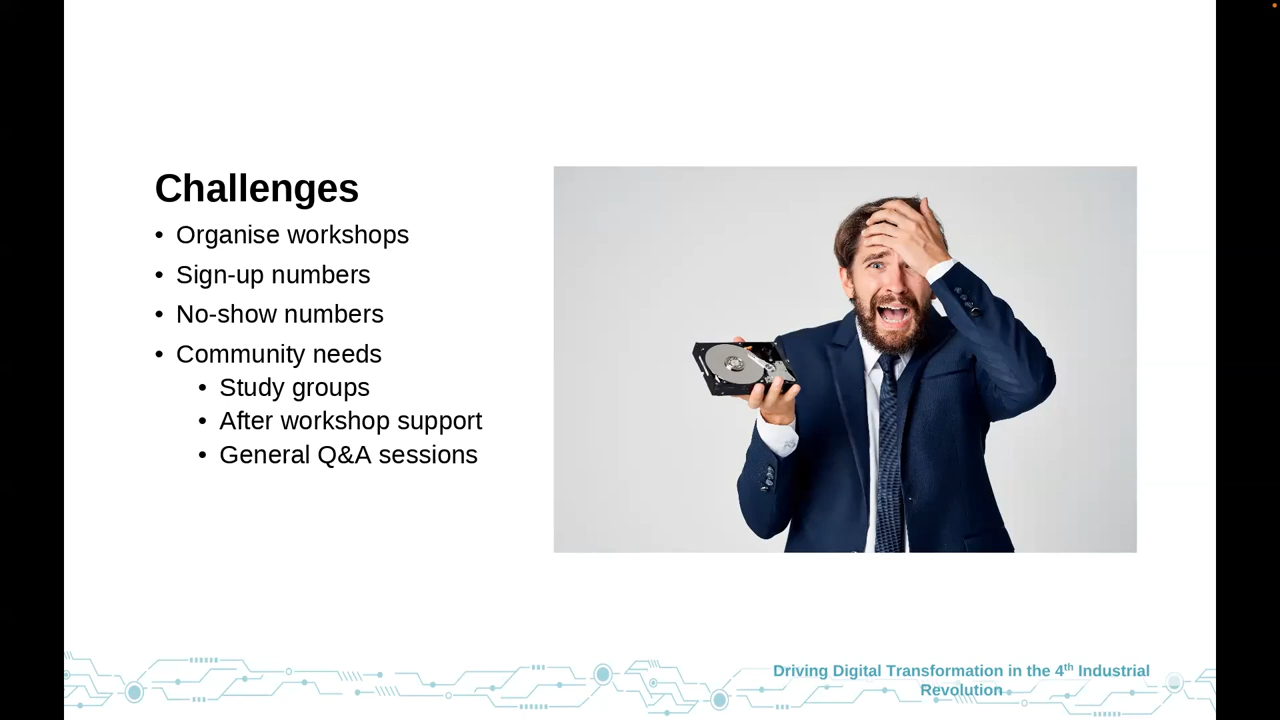 Challenges
• Organise workshops
• Sign-up numbers
• No-show numbers
• Community needs
• Study groups
• After workshop support
• General Q&A sessions
Driving Digital Transformation in the 4th Industrial
Revolution